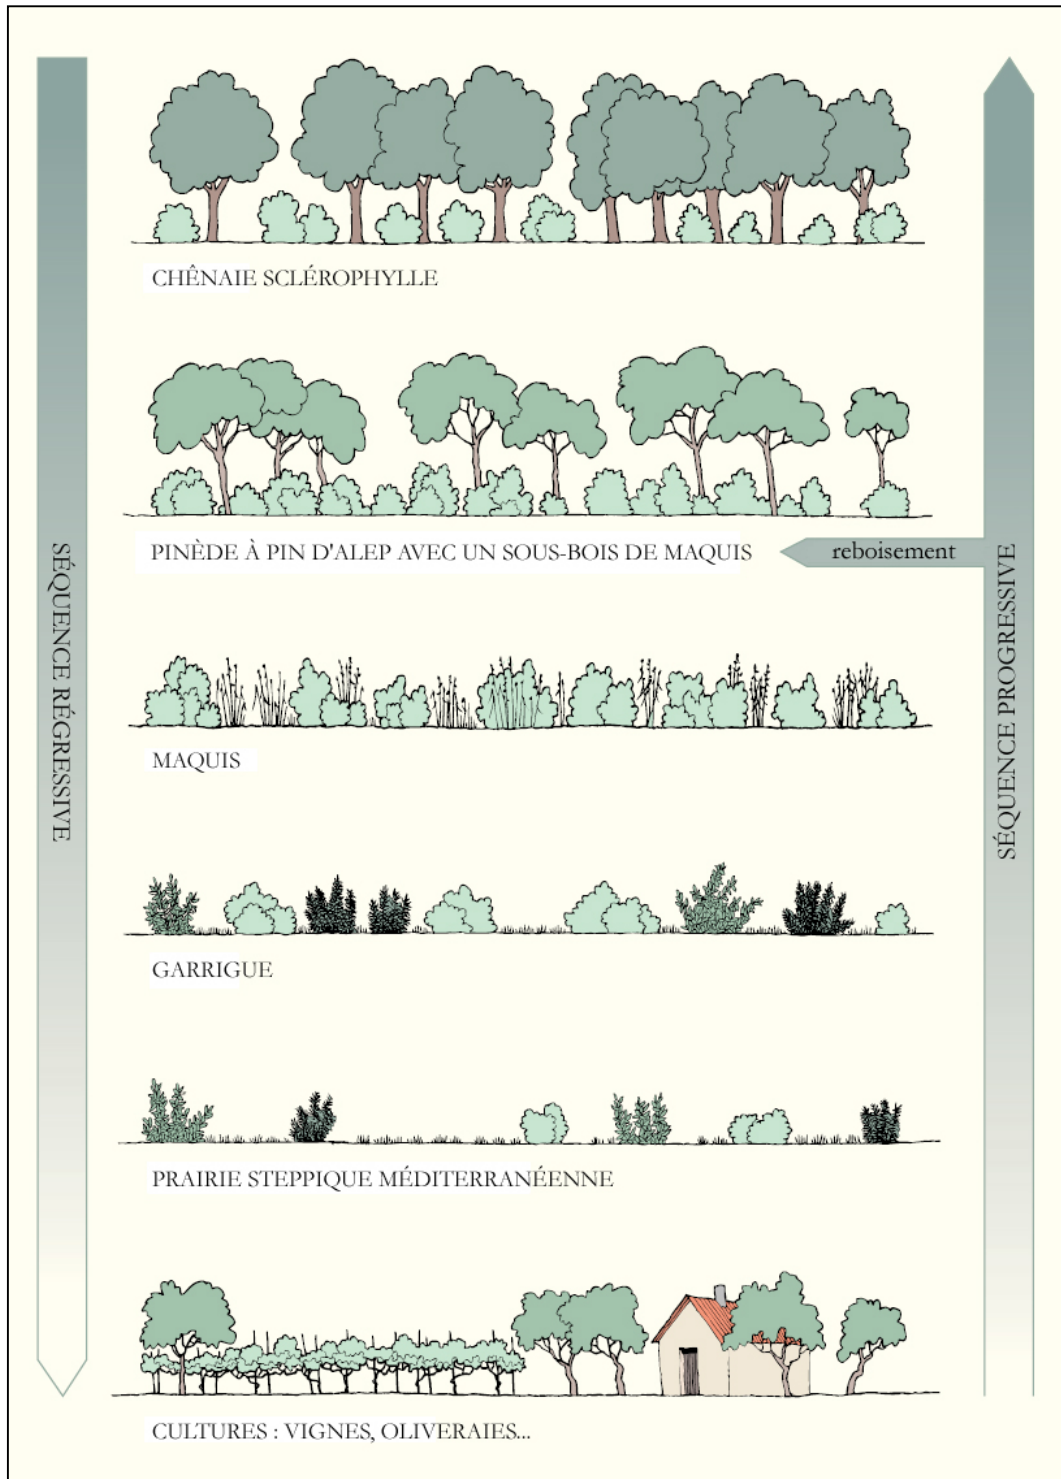 CHÊNAIE SCLÉROPHYLLE
PINÈDE À PIN D'ALEP AVEC UN SOUS-BOIS DE MAQUIS
reboisement
SÉQUENCE RÉGRESSIVE
SÉQUENCE PROGRESSIVE
MAQUIS
GARRIGUE
PRAIRIE STEPPIQUE MÉDITERRANÉENNE
CULTURES : VIGNES, OLIVERAIES...